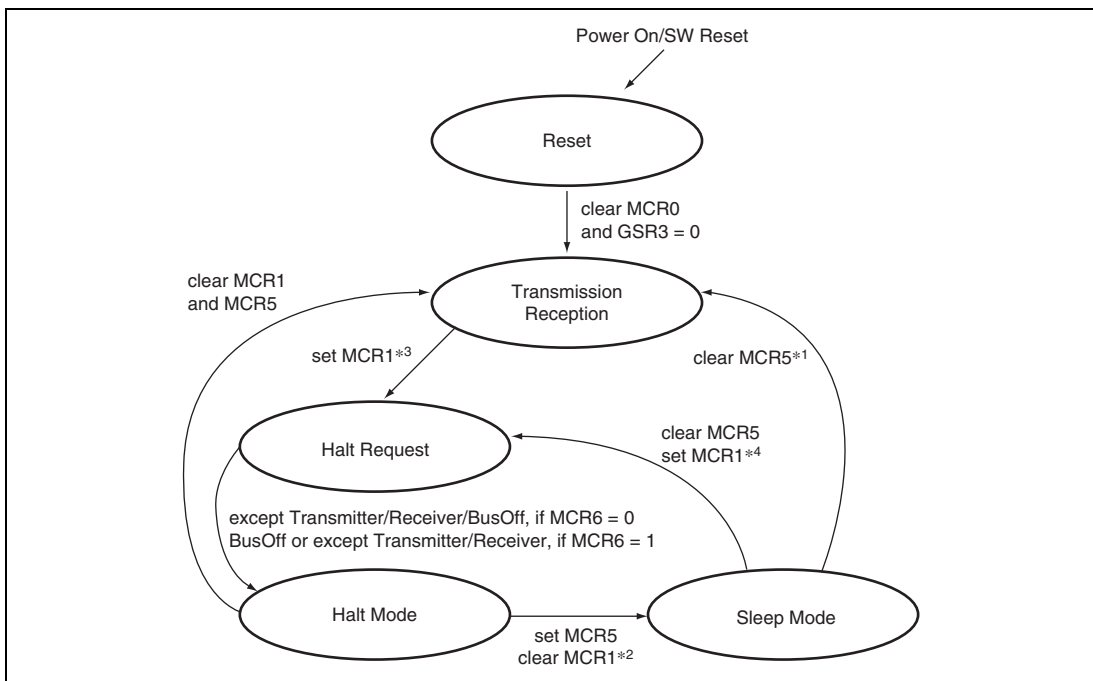 Power On/SW Reset
Reset
clear MCR0
and GSR3 = 0
clear MCR1
and MCR5
Transmission
Reception
set MCR1*3
clear MCR5*1
Halt Request
clear MCR5
set MCR1*4
except Transmitter/Receiver/BusOff, if MCR6 = 0
BusOff or except Transmitter/Receiver, if MCR6 = 1
Halt Mode
Sleep Mode
set MCR5
clear MCR1*2